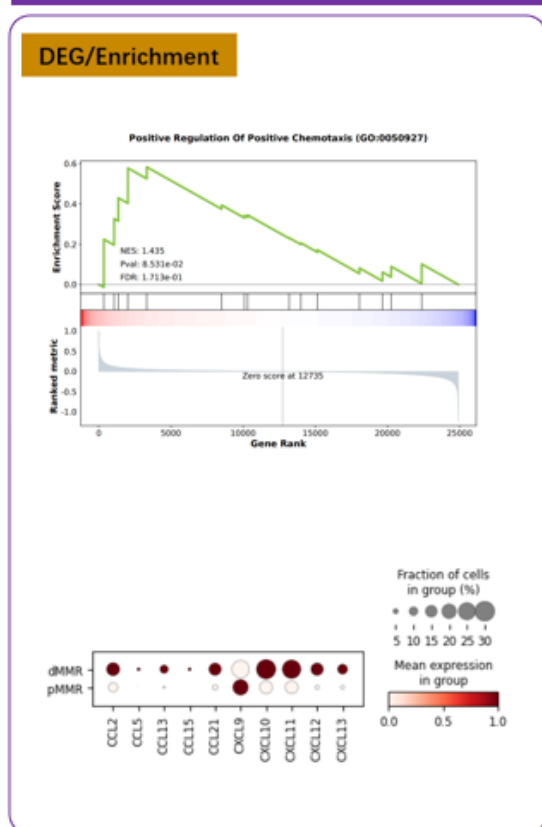 DEG/Enrichment
Positive Regulation Of Positive Chemotaxis (GO:0050927)
Enrichment Score
0.6
0.4
0.2
0.0
NES: 1.435
Pval: 8.531e-02
FDR: 1.713e-01
Ranked metric
1.0
0.5
0.0
-0.5
-1.0
Zero score at 12735
0 5000 10000 15000 20000 25000
Gene Rank
Fraction of cells
in group (%)
5 10 15 20 25 30
Mean expression
in group
0.0 0.5 1.0
dMMR
pMMR
CCL2 CCL5 CCL13 CCL15 CCL21 CXCL9 CXCL10 CXCL11 CXCL12 CXCL13